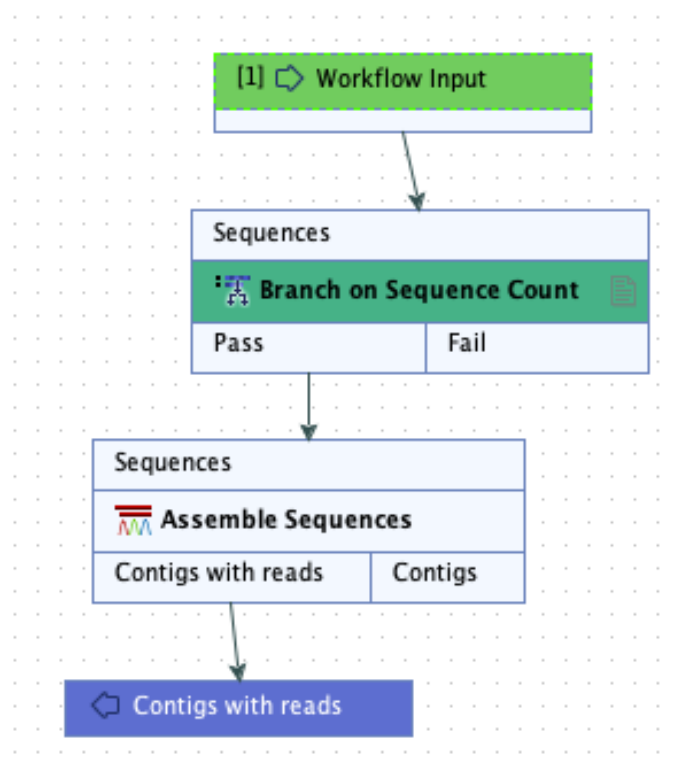 [1] Workflow Input
Sequences
Branch on Sequence Count
Pass Fail
Sequences
Assemble Sequences
Contigs with reads Contigs
Contigs with reads